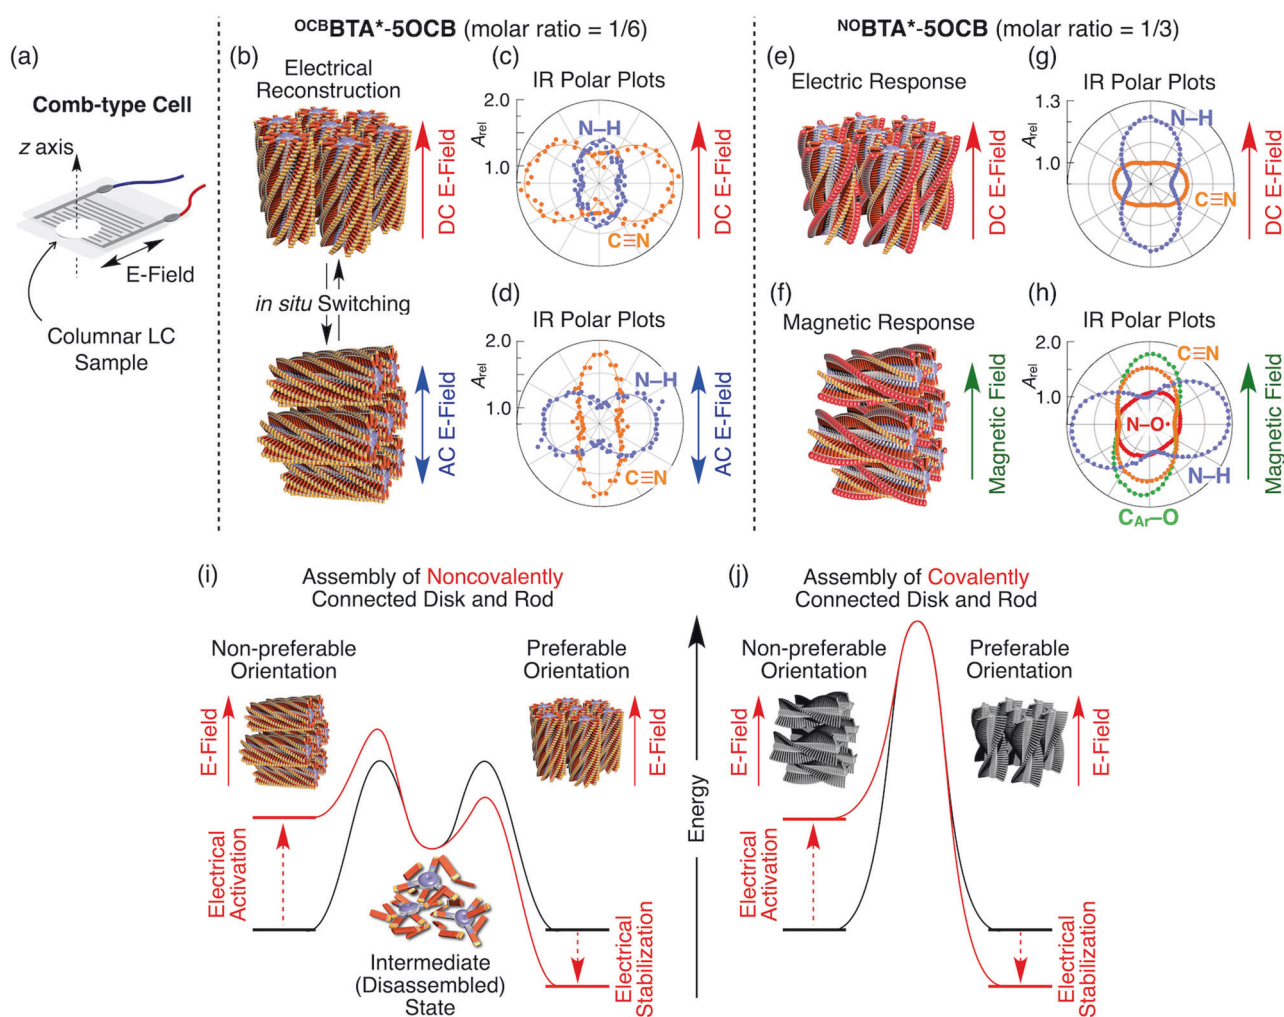 OCBBTA*-5OCB (molar ratio = 1/6)
NOBTA*-5OCB (molar ratio = 1/3)
(a)
Comb-type Cell
z axis
E-Field
Columnar LC
Sample
(b)
Electrical
Reconstruction
DC E-Field
in situ Switching
AC E-Field
(c)
IR Polar Plots
2.0
Arel
1.0
N–H
C≡N
DC E-Field
(d)
IR Polar Plots
2.0
Arel
1.0
N–H
C≡N
AC E-Field
(e)
Electric Response
DC E-Field
(f)
Magnetic Response
Magnetic Field
(g)
IR Polar Plots
1.3
Arel
1.0
N–H
C≡N
DC E-Field
(h)
IR Polar Plots
2.0
Arel
1.0
C≡N
N–O•
N–H
CAr–O
Magnetic Field
(i)
Assembly of Noncovalently
Connected Disk and Rod
Non-preferable
Orientation
E-Field
Preferable
Orientation
E-Field
Electrical
Activation
Intermediate
(Disassembled)
State
Electrical
Stabilization
Energy
(j)
Assembly of Covalently
Connected Disk and Rod
Non-preferable
Orientation
E-Field
Preferable
Orientation
E-Field
Electrical
Activation
Electrical
Stabilization